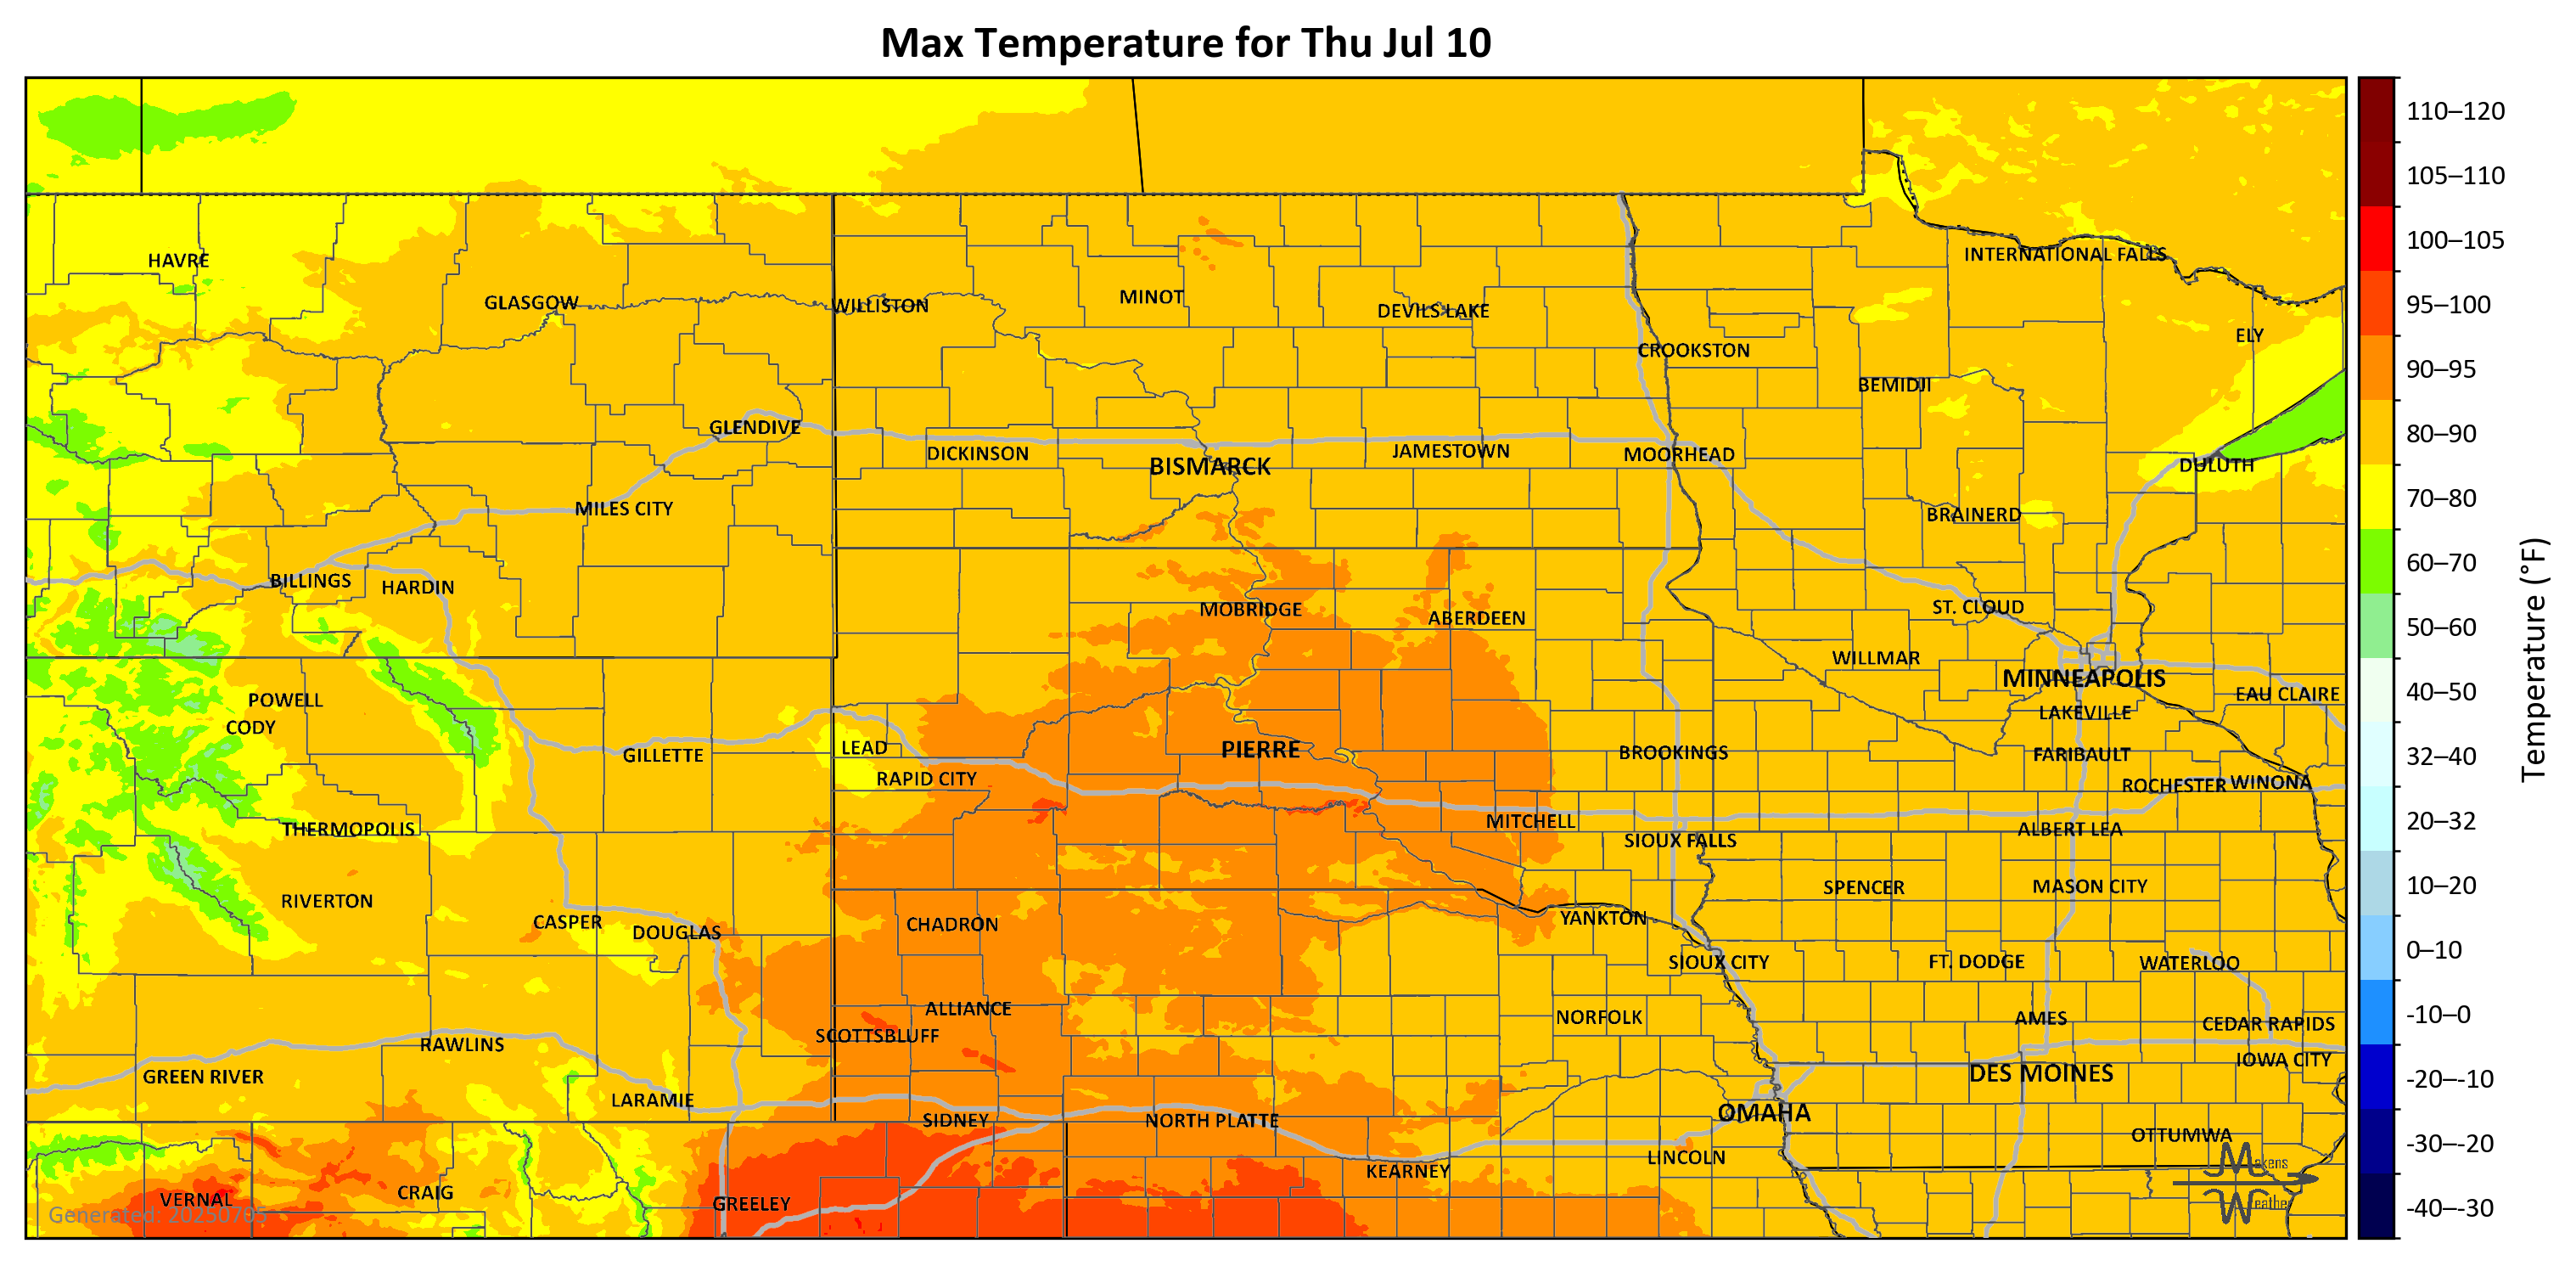 Max Temperature for Thu Jul 10
HAVRE
GLASGOW
WILLISTON
MINOT
DEVILS LAKE
CROOKSTON
INTERNATIONAL FALLS
ELY
BEMIDJI
GLENDIVE
DICKINSON
BISMARCK
JAMESTOWN
MOORHEAD
DULUTH
MILES CITY
BRAINERD
BILLINGS
HARDIN
MOBRIDGE
ABERDEEN
ST. CLOUD
WILLMAR
MINNEAPOLIS
EAU CLAIRE
POWELL
CODY
LAKEVILLE
GILLETTE
LEAD
RAPID CITY
PIERRE
BROOKINGS
FARIBAULT
ROCHESTER
WINONA
THERMOPOLIS
MITCHELL
SIOUX FALLS
ALBERT LEA
RIVERTON
SPENCER
MASON CITY
CASPER
DOUGLAS
CHADRON
YANKTON
SIOUX CITY
FT. DODGE
WATERLOO
ALLIANCE
SCOTTSBLUFF
NORFOLK
AMES
CEDAR RAPIDS
RAWLINS
IOWA CITY
GREEN RIVER
DES MOINES
LARAMIE
SIDNEY
NORTH PLATTE
OMAHA
OTTUMWA
LINCOLN
KEARNEY
VERNAL
CRAIG
GREELEY
Generated: 20250705
Makens
Weather
110–120
105–110
100–105
95–100
90–95
80–90
70–80
60–70
50–60
40–50
32–40
20–32
10–20
0–10
-10–0
-20–-10
-30–-20
-40–-30
Temperature (°F)